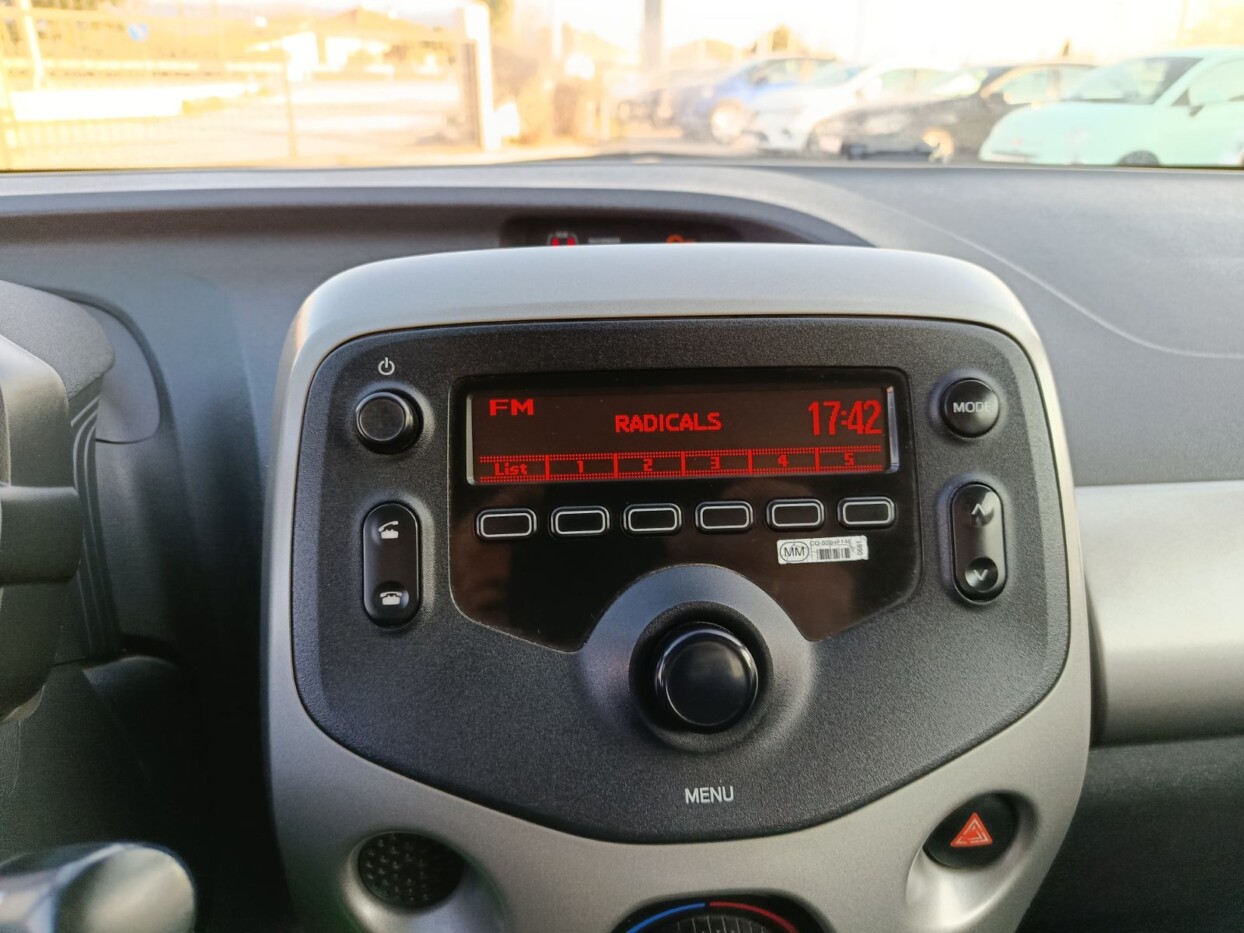 FM
RADICALS
17:42
List 1 2 3 4 5
MODE
MM
MENU